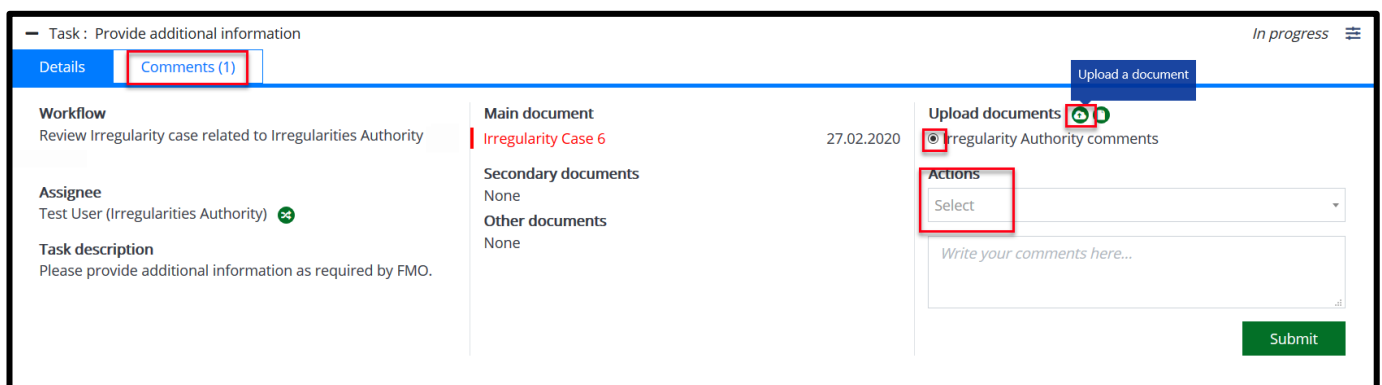 Task : Provide additional information
In progress
Details
Comments (1)
Upload a document
Workflow
Review Irregularity case related to Irregularities Authority
Assignee
Test User (Irregularities Authority)
Task description
Please provide additional information as required by FMO.
Main document
Irregularity Case 6
27.02.2020
Secondary documents
None
Other documents
None
Upload documents
Irregularity Authority comments
Actions
Select
Write your comments here...
Submit